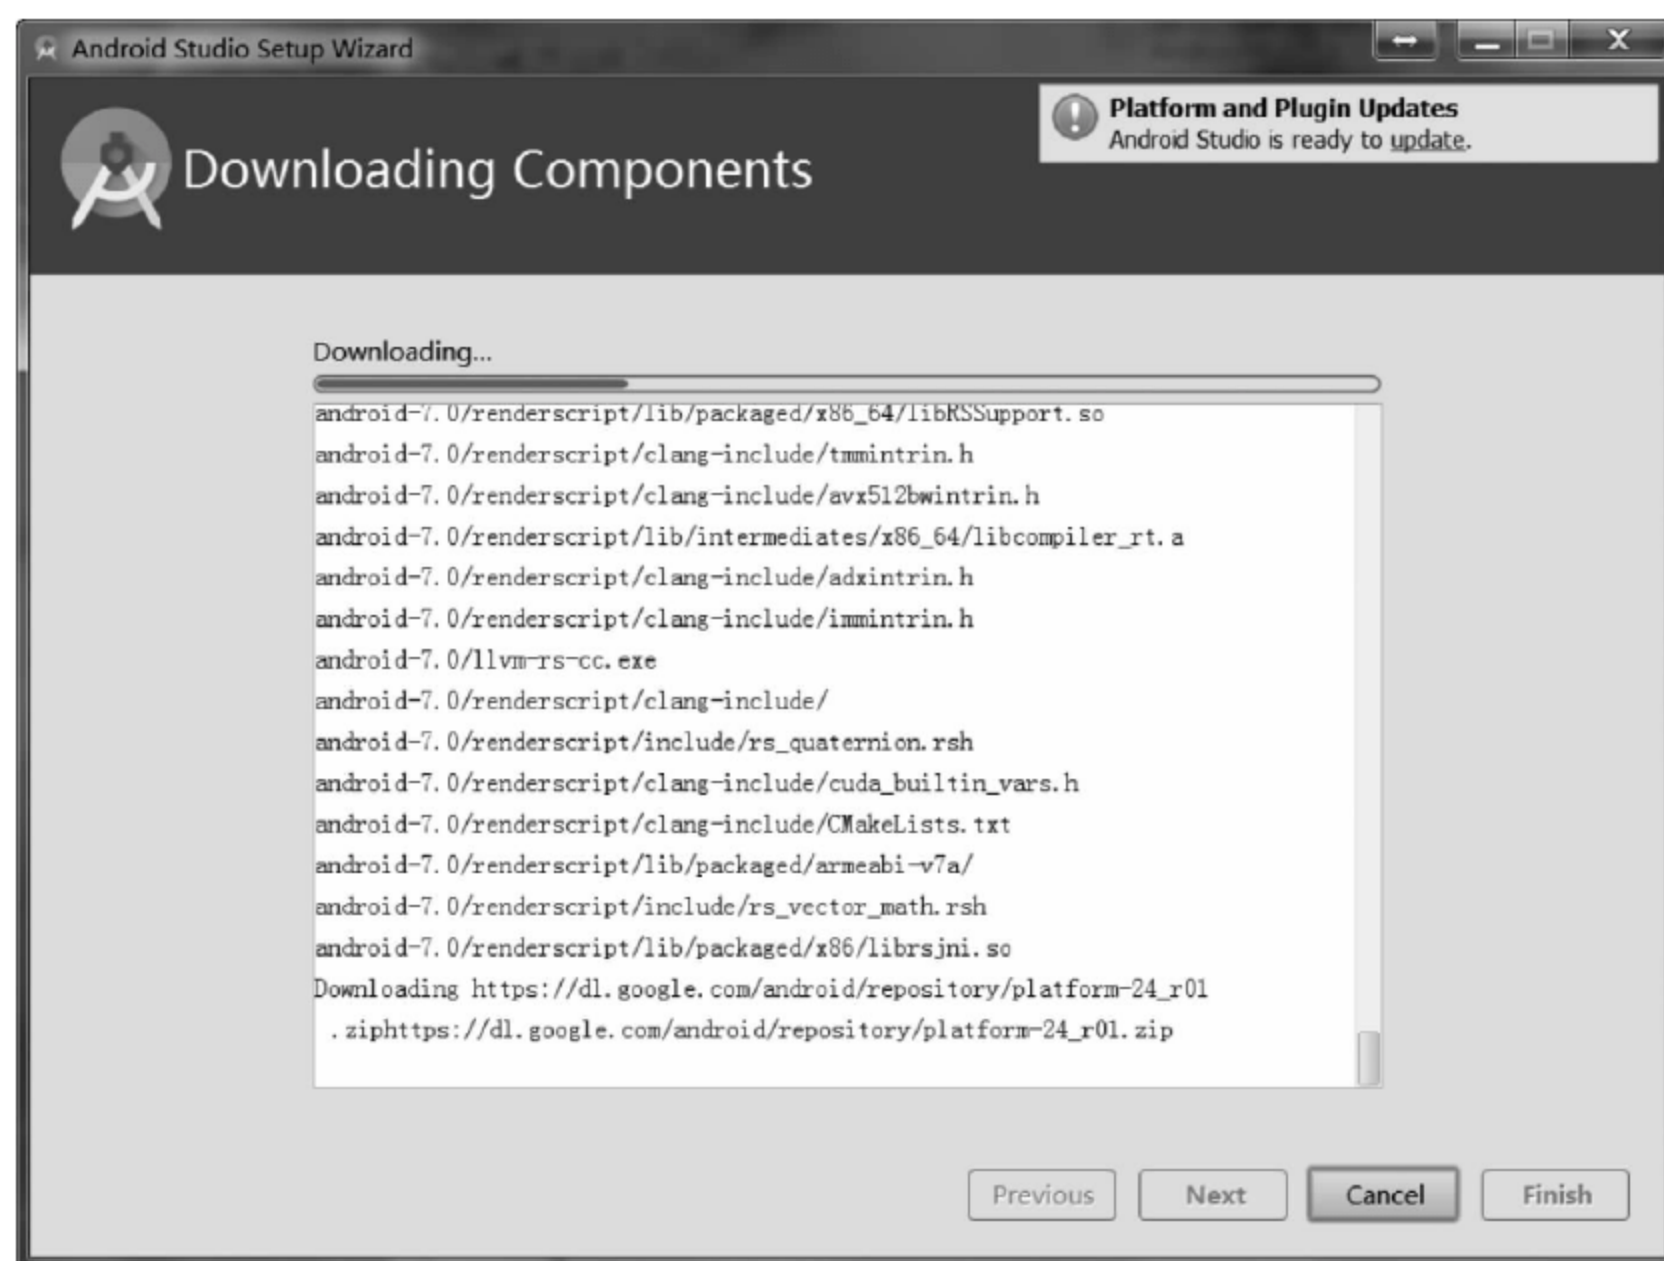 Android Studio Setup Wizard
Platform and Plugin Updates
Android Studio is ready to update.
Downloading Components
Downloading...
android-7.0/renderscript/lib/packaged/x86_64/libRSSupport.so
android-7.0/renderscript/clang-include/tmmintrin.h
android-7.0/renderscript/clang-include/avx512bwintrin.h
android-7.0/renderscript/lib/intermediates/x86_64/libcompiler_rt.a
android-7.0/renderscript/clang-include/adxintrin.h
android-7.0/renderscript/clang-include/immintrin.h
android-7.0/llvm-rs-cc.exe
android-7.0/renderscript/clang-include/
android-7.0/renderscript/include/rs_quaternion.rsh
android-7.0/renderscript/clang-include/cuda_builtin_vars.h
android-7.0/renderscript/clang-include/CMakeLists.txt
android-7.0/renderscript/lib/packaged/armeabi-v7a/
android-7.0/renderscript/include/rs_vector_math.rsh
android-7.0/renderscript/lib/packaged/x86/librsjni.so
Downloading https://dl.google.com/android/repository/platform-24_r01
.ziphttps://dl.google.com/android/repository/platform-24_r01.zip
Previous
Next
Cancel
Finish